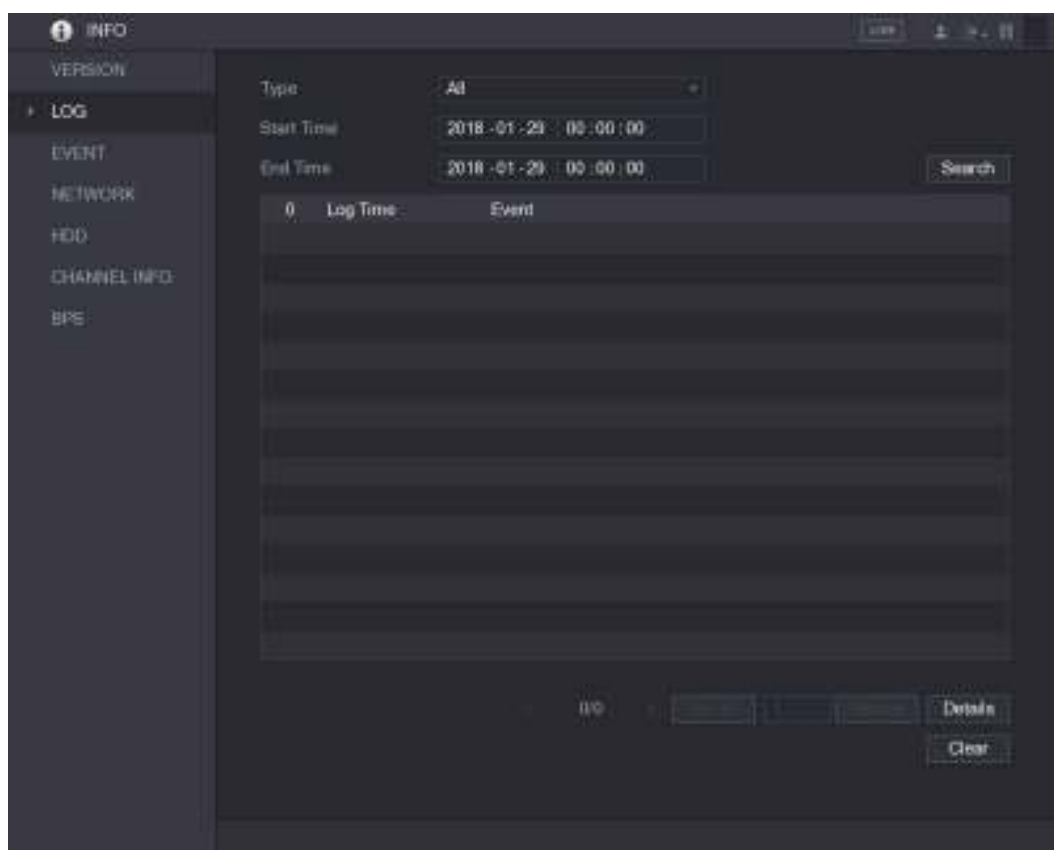 INFO
LIVE
VERSION
LOG
EVENT
NETWORK
HDD
CHANNEL INFO
BPS
Type All
Start Time 2018 -01 -29 00 : 00 : 00
End Time 2018 -01 -29 00 : 00 : 00
Search
0 Log Time Event
0/0
Details
Clear